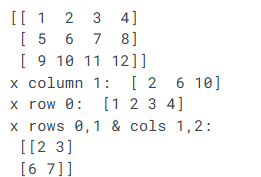 [[ 1  2  3  4]
 [ 5  6  7  8]
 [ 9 10 11 12]]
x column 1:  [ 2  6 10]
x row 0:  [1 2 3 4]
x rows 0,1 & cols 1,2:
 [[2 3]
 [6 7]]